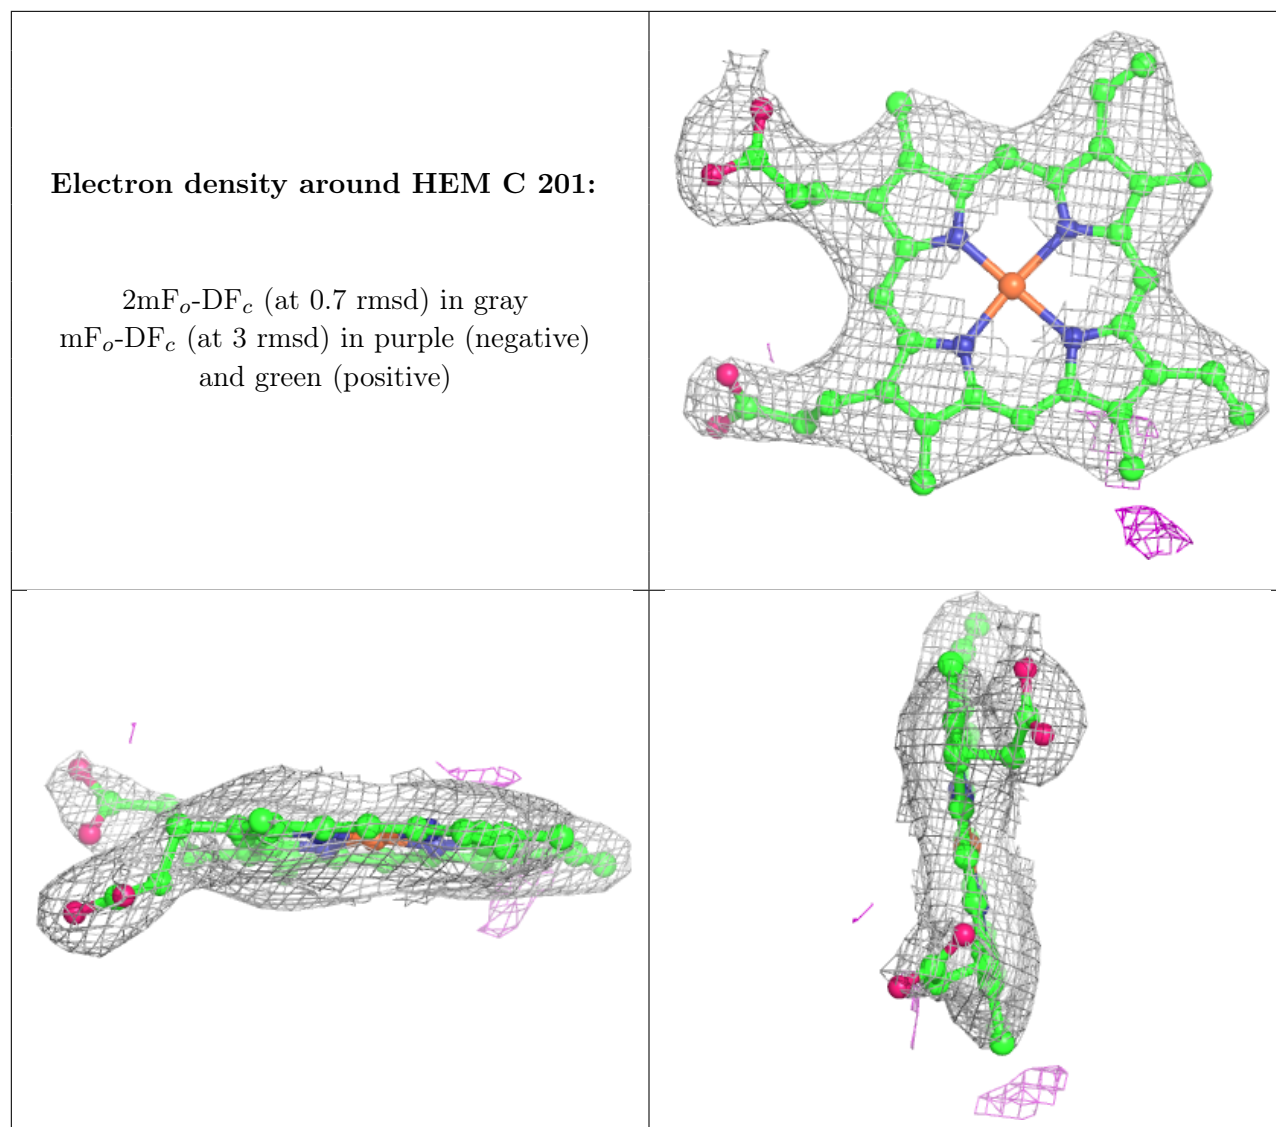 Electron density around HEM C 201:
2mFo-DFc (at 0.7 rmsd) in gray
mFo-DFc (at 3 rmsd) in purple (negative)
and green (positive)